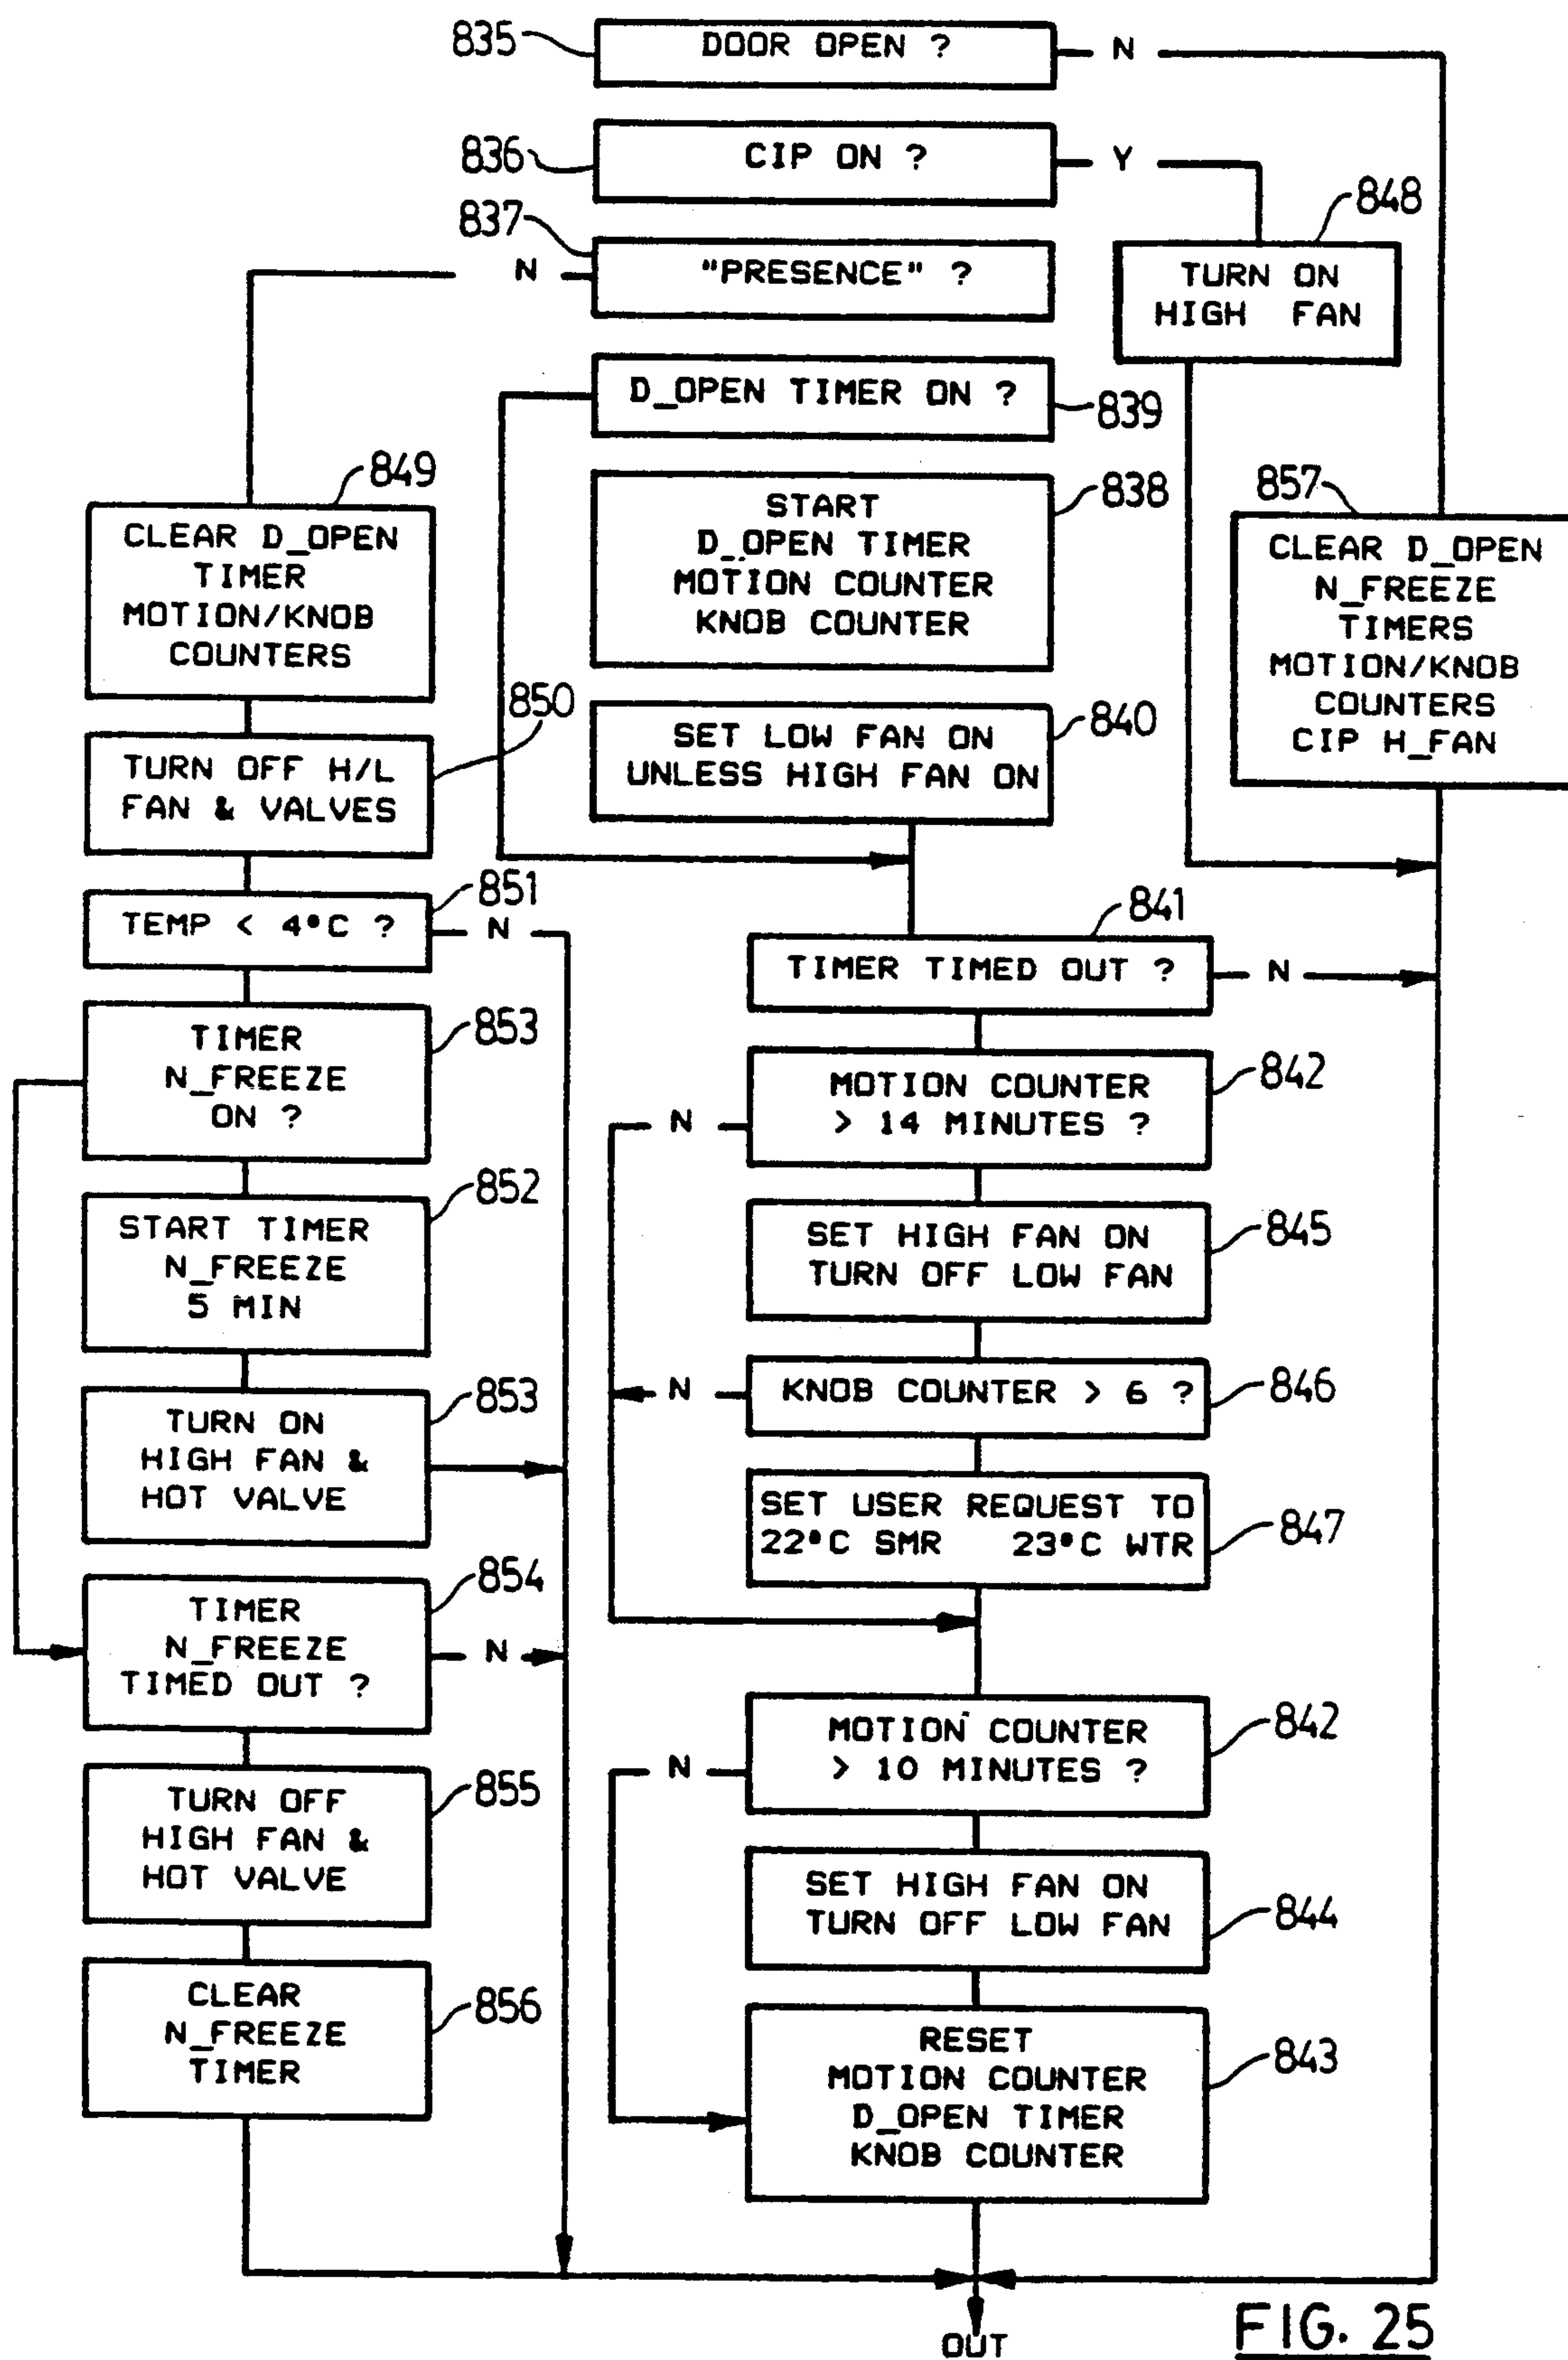 835
DOOR OPEN ?
N
836
CIP ON ?
Y
848
TURN ON
HIGH FAN
837
N
"PRESENCE" ?
D_OPEN TIMER ON ?
839
849
CLEAR D_OPEN
TIMER
MOTION/KNOB
COUNTERS
START
D_OPEN TIMER
MOTION COUNTER
KNOB COUNTER
838
857
CLEAR D_OPEN
N_FREEZE
TIMERS
MOTION/KNOB
COUNTERS
CIP H_FAN
850
TURN OFF H/L
FAN & VALVES
SET LOW FAN ON
UNLESS HIGH FAN ON
840
851
TEMP < 4°C ?
N
841
TIMER TIMED OUT ?
N
TIMER
N_FREEZE
ON ?
853
MOTION COUNTER
> 14 MINUTES ?
842
N
START TIMER
N_FREEZE
5 MIN
852
SET HIGH FAN ON
TURN OFF LOW FAN
845
TURN ON
HIGH FAN &
HOT VALVE
853
N
KNOB COUNTER > 6 ?
846
SET USER REQUEST TO
22°C SMR 23°C WTR
847
TIMER
N_FREEZE
TIMED OUT ?
854
N
MOTION COUNTER
> 10 MINUTES ?
842
N
TURN OFF
HIGH FAN &
HOT VALVE
855
SET HIGH FAN ON
TURN OFF LOW FAN
844
CLEAR
N_FREEZE
TIMER
856
RESET
MOTION COUNTER
D_OPEN TIMER
KNOB COUNTER
843
OUT
FIG. 25